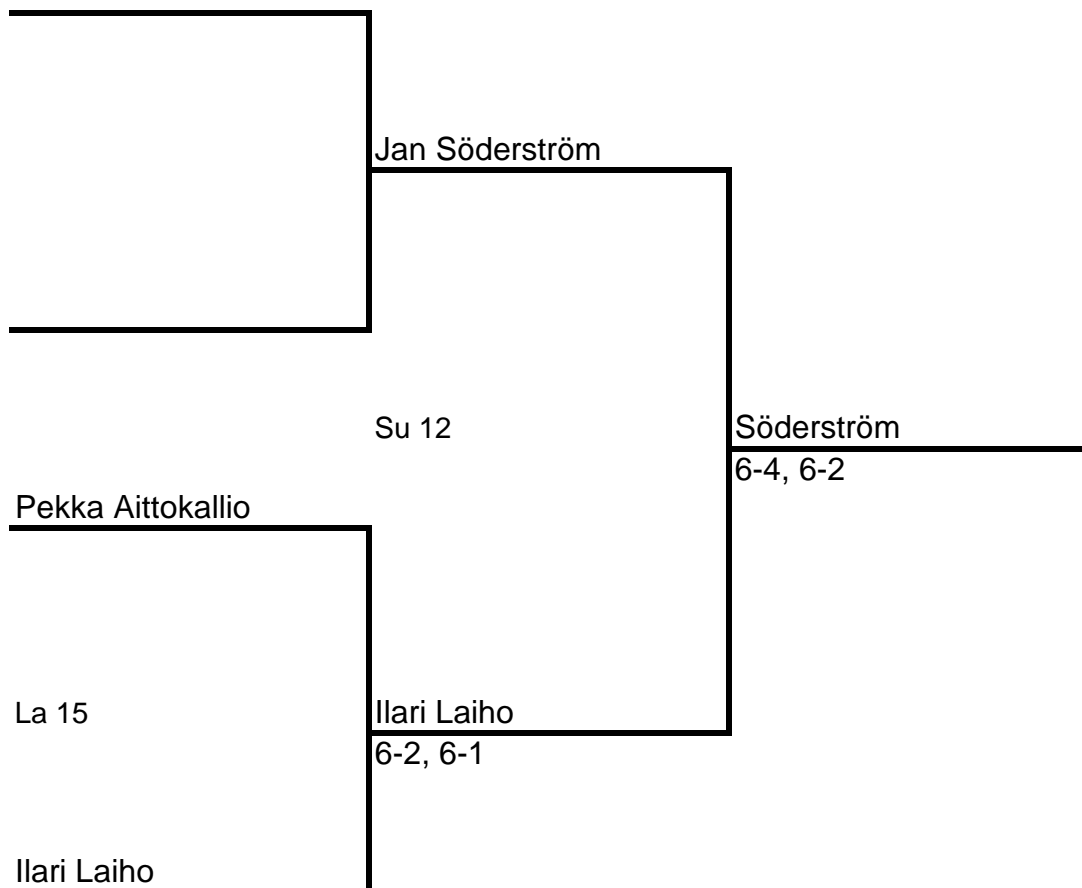 Jan Söderström
Su 12
Söderström
6-4, 6-2
Pekka Aittokallio
La 15
Ilari Laiho
6-2, 6-1
Ilari Laiho